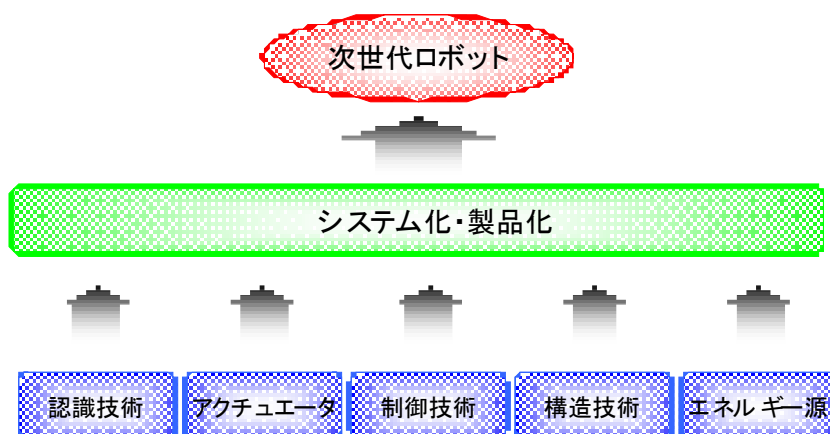 次世代ロボット
システム化・製品化
認識技術
アクチュエータ
制御技術
構造技術
エネルギー源